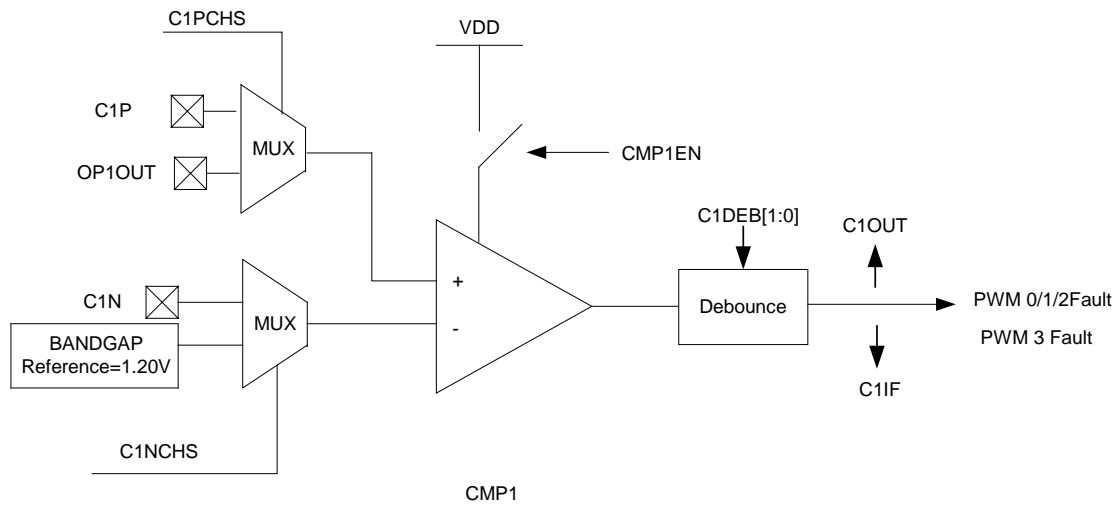 C1PCHS
VDD
C1P
MUX
OP1OUT
CMP1EN
C1DEB[1:0]
C1OUT
C1N
+
Debounce
PWM 0/1/2Fault
MUX
-
BANDGAP
Reference=1.20V
PWM 3 Fault
C1IF
C1NCHS
CMP1